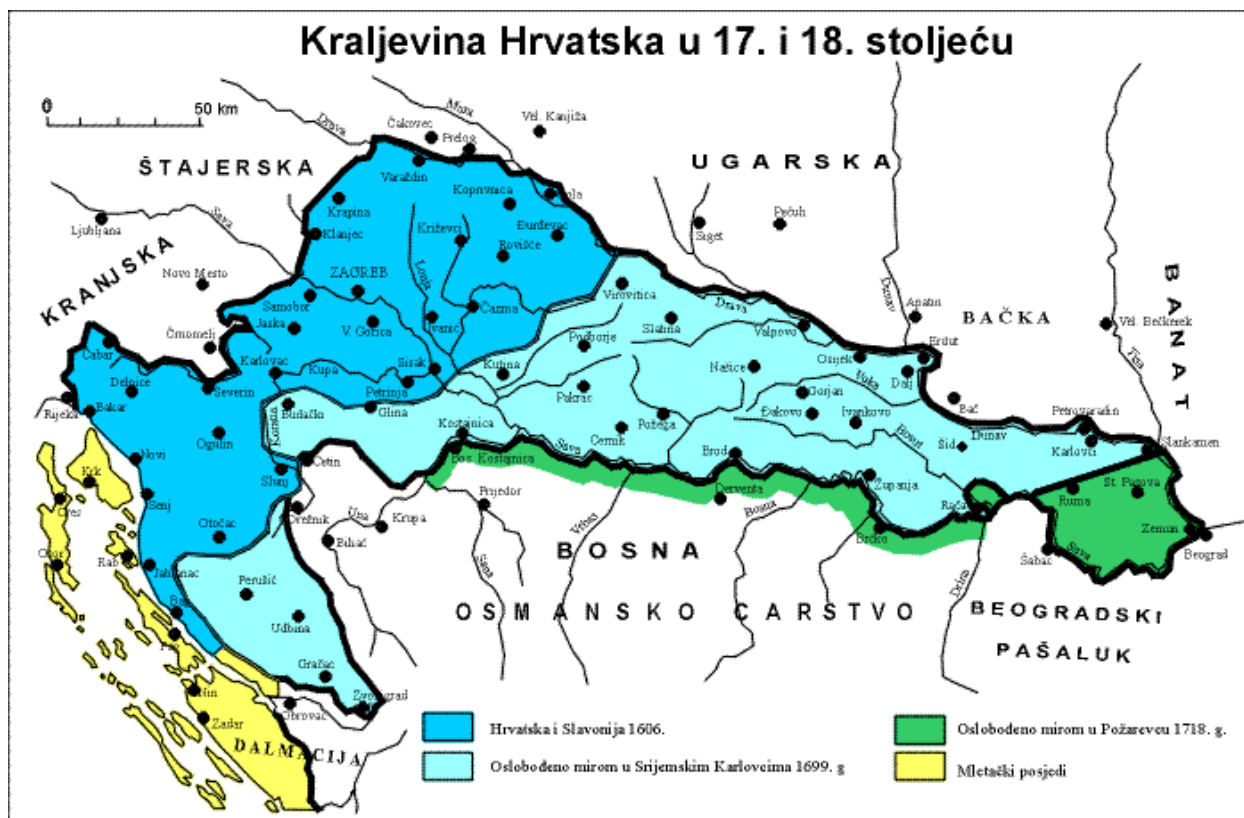 Kraljevina Hrvatska u 17. i 18. stoljeću
0
50 km
Drava
Mura
Čakovec
Prelog
Vel. Kanjiža
ŠTAJERSKA
Varaždin
UGARSKA
Krapina
Koprivnica
Ljubljana
Sava
Klanjec
Križevci
Đurđevac
Siget
Pečuh
Rovišće
KRANJSKA
Novo Mesto
ZAGREB
Lonja
Samobor
Čazma
Virovitica
Drava
Dunav
Apatin
BAČKA
BANAT
Jaska
V. Gorica
Ivanić
Slatina
Valpovo
Vel. Bečkerek
Črnomelj
Podborje
Čabar
Karlovac
Kupa
Sisak
Kutina
Našice
Osijek
Erdut
Tisa
Delnice
Severin
Petrinja
Pakrac
Gorjan
Vuka
Dalj
Rijeka
Bakar
Budački
Glina
Požega
Đakovo
Ivankovo
Bač
Petrovaradin
Korana
Ogulin
Kostajnica
Cernik
Bosut
Šid
Dunav
Karlovci
Slankamen
Novi
Cetin
Bos. Kostajnica
Sava
Brod
Krk
Slunj
Županja
Cres
Senj
Prijedor
Derventa
Rača
Ruma
St. Pazova
Drežnik
Una
Krupa
Vrbas
Bosna
Otočac
Brčko
Zemun
Bihać
BOSNA
Beograd
Osor
Rab
Jablanac
Sana
Šabac
Sava
Perušić
Drina
Bag
OSMANSKO CARSTVO
BEOGRADSKI
Udbina
PAŠALUK
Gračac
Zvonigrad
Obrovac
Zadar
Hrvatska i Slavonija 1606.
Oslobođeno mirom u Požarevcu 1718. g.
DALMACIJA
Oslobođeno mirom u Srijemskim Karlovcima 1699. g
Mletački posjedi